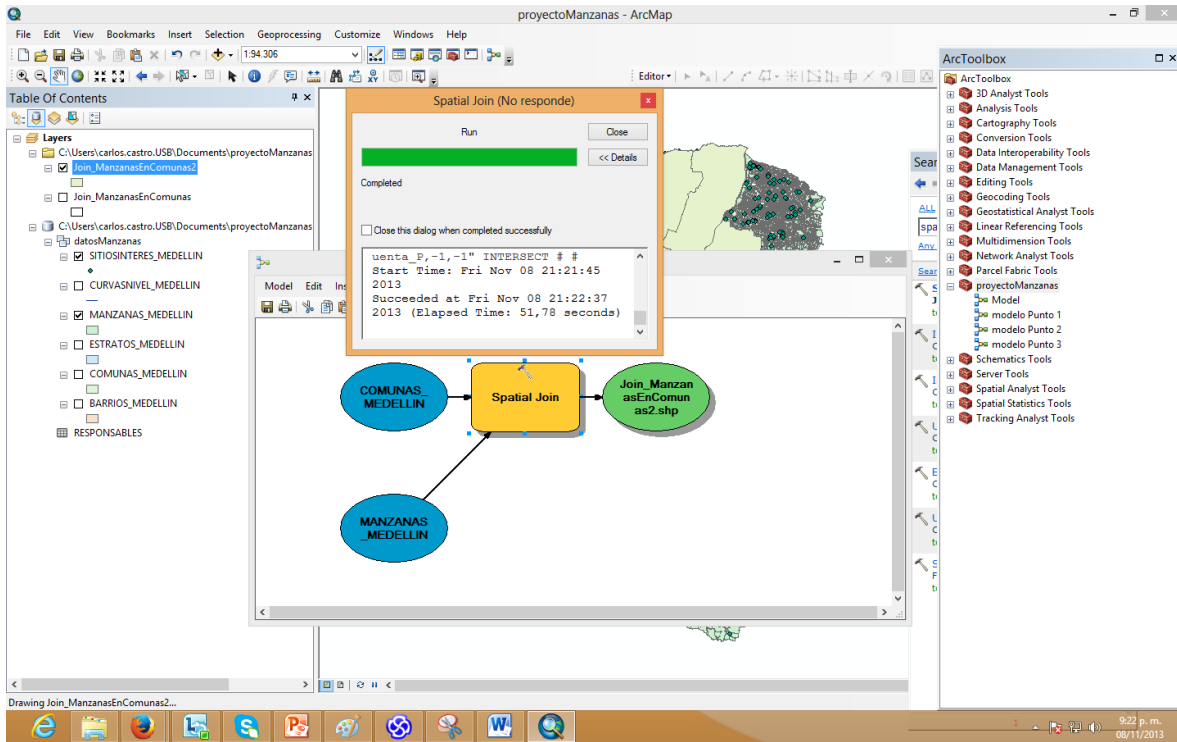 proyectoManzanas - ArcMap
File Edit View Bookmarks Insert Selection Geoprocessing Customize Windows Help
1:94.306
Editor
Table Of Contents
Layers
C:\Users\carlos.castro.USB\Documents\proyectoManzanas
Join_ManzanasEnComunas2
Join_ManzanasEnComunas
C:\Users\carlos.castro.USB\Documents\proyectoManzanas
datosManzanas
SITIOSINTERES_MEDELLIN
CURVASNIVEL_MEDELLIN
MANZANAS_MEDELLIN
ESTRATOS_MEDELLIN
COMUNAS_MEDELLIN
BARRIOS_MEDELLIN
RESPONSABLES
Spatial Join (No responde)
Run
Close
<< Details
Completed
Close this dialog when completed successfully
uenta_P,-1,-1" INTERSECT # #
Start Time: Fri Nov 08 21:21:45
2013
Succeeded at Fri Nov 08 21:22:37
2013 (Elapsed Time: 51,78 seconds)
Model Edit Ins
COMUNAS_
MEDELLIN
Spatial Join
Join_Manzan
asEnComun
as2.shp
MANZANAS
_MEDELLIN
Sear
ALL
spa
Any
Sear
ArcToolbox
ArcToolbox
3D Analyst Tools
Analysis Tools
Cartography Tools
Conversion Tools
Data Interoperability Tools
Data Management Tools
Editing Tools
Geocoding Tools
Geostatistical Analyst Tools
Linear Referencing Tools
Multidimension Tools
Network Analyst Tools
Parcel Fabric Tools
proyectoManzanas
Model
modelo Punto 1
modelo Punto 2
modelo Punto 3
Schematics Tools
Server Tools
Spatial Analyst Tools
Spatial Statistics Tools
Tracking Analyst Tools
Drawing Join_ManzanasEnComunas2...
9:22 p. m.
08/11/2013